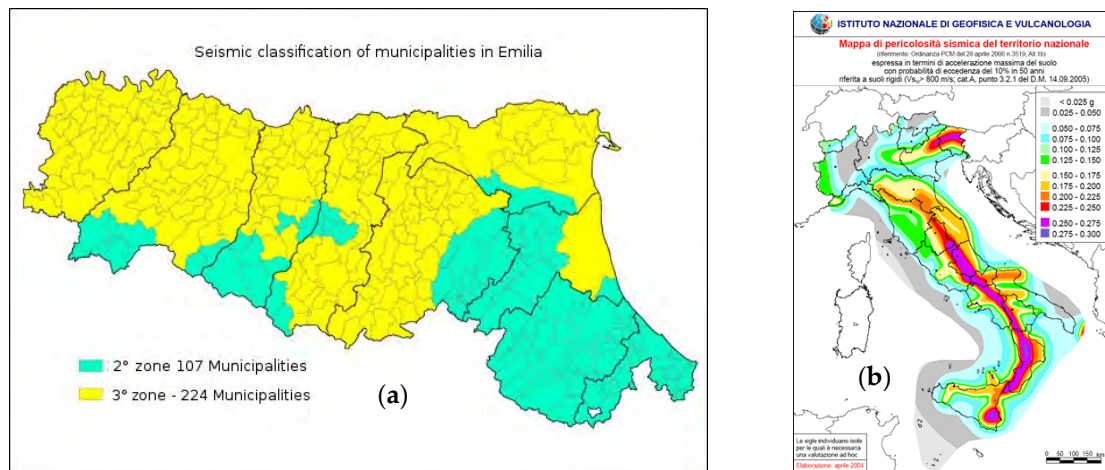 Seismic classification of municipalities in Emilia
2° zone 107 Municipalities
3° zone - 224 Municipalities
(a)
ISTITUTO NAZIONALE DI GEOFISICA E VULCANOLOGIA
Mappa di pericolosità sismica del territorio nazionale
(riferimento: Ordinanza PCM del 28 aprile 2006 n.3519, All.1b)
espressa in termini di accelerazione massima del suolo
con probabilità di eccedenza del 10% in 50 anni
riferita a suoli rigidi (Vs30> 800 m/s; cat.A, punto 3.2.1 del D.M. 14.09.2005)
< 0.025 g
0.025 - 0.050
0.050 - 0.075
0.075 - 0.100
0.100 - 0.125
0.125 - 0.150
0.150 - 0.175
0.175 - 0.200
0.200 - 0.225
0.225 - 0.250
0.250 - 0.275
0.275 - 0.300
(b)
Le sigle individuano isole
per le quali è necessaria
una valutazione ad hoc
Elaborazione: aprile 2004
0 50 100 150 km